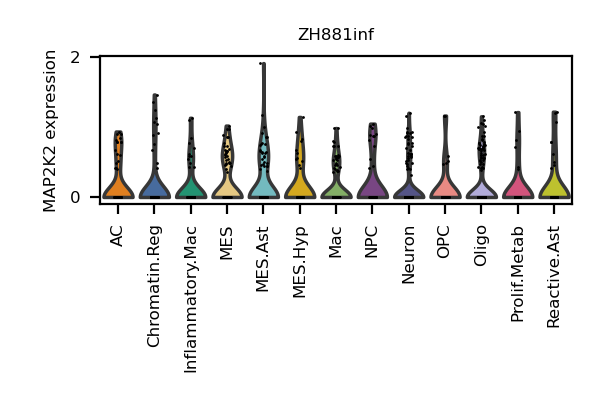 ZH881inf
MAP2K2 expression
2
0
AC
Chromatin.Reg
Inflammatory.Mac
MES
MES.Ast
MES.Hyp
Mac
NPC
Neuron
OPC
Oligo
Prolif.Metab
Reactive.Ast